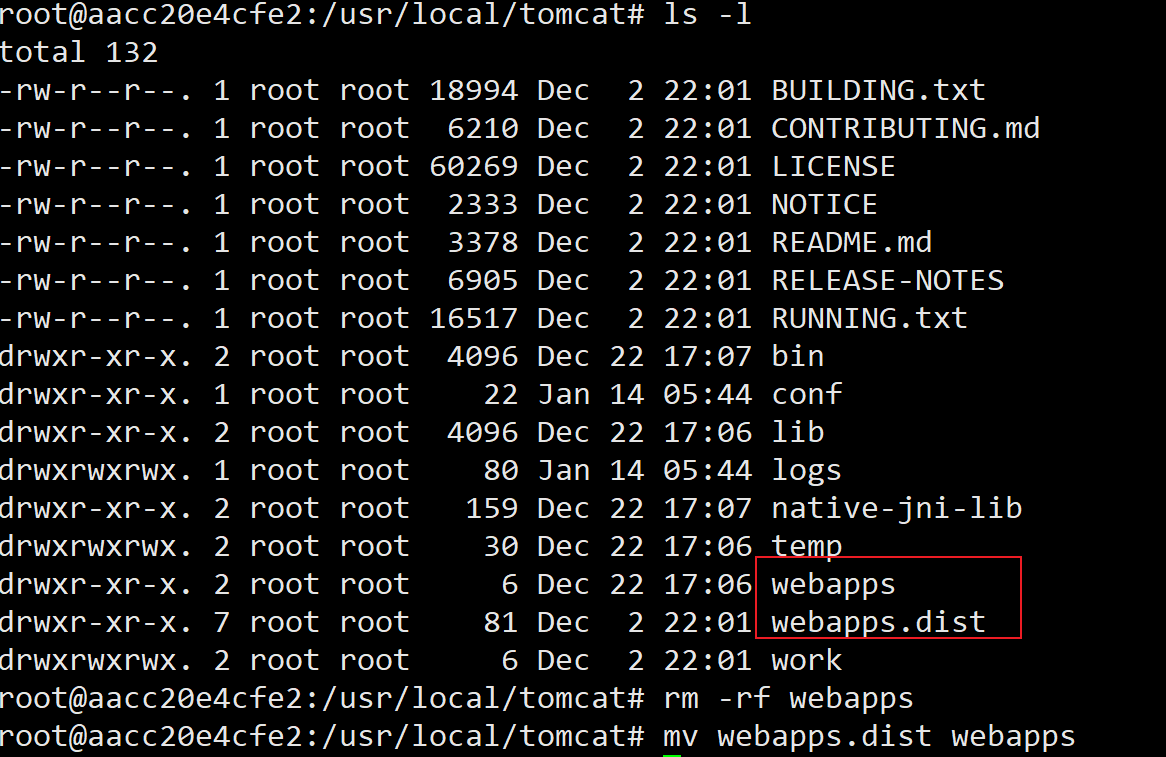 root@aacc20e4cfe2:/usr/local/tomcat# ls -l
total 132
-rw-r--r--. 1 root root 18994 Dec  2 22:01 BUILDING.txt
-rw-r--r--. 1 root root  6210 Dec  2 22:01 CONTRIBUTING.md
-rw-r--r--. 1 root root 60269 Dec  2 22:01 LICENSE
-rw-r--r--. 1 root root  2333 Dec  2 22:01 NOTICE
-rw-r--r--. 1 root root  3378 Dec  2 22:01 README.md
-rw-r--r--. 1 root root  6905 Dec  2 22:01 RELEASE-NOTES
-rw-r--r--. 1 root root 16517 Dec  2 22:01 RUNNING.txt
drwxr-xr-x. 2 root root  4096 Dec 22 17:07 bin
drwxr-xr-x. 1 root root    22 Jan 14 05:44 conf
drwxr-xr-x. 2 root root  4096 Dec 22 17:06 lib
drwxrwxrwx. 1 root root    80 Jan 14 05:44 logs
drwxr-xr-x. 2 root root   159 Dec 22 17:07 native-jni-lib
drwxrwxrwx. 2 root root    30 Dec 22 17:06 temp
drwxr-xr-x. 2 root root     6 Dec 22 17:06 webapps
drwxr-xr-x. 7 root root    81 Dec  2 22:01 webapps.dist
drwxrwxrwx. 2 root root     6 Dec  2 22:01 work
root@aacc20e4cfe2:/usr/local/tomcat# rm -rf webapps
root@aacc20e4cfe2:/usr/local/tomcat# mv webapps.dist webapps